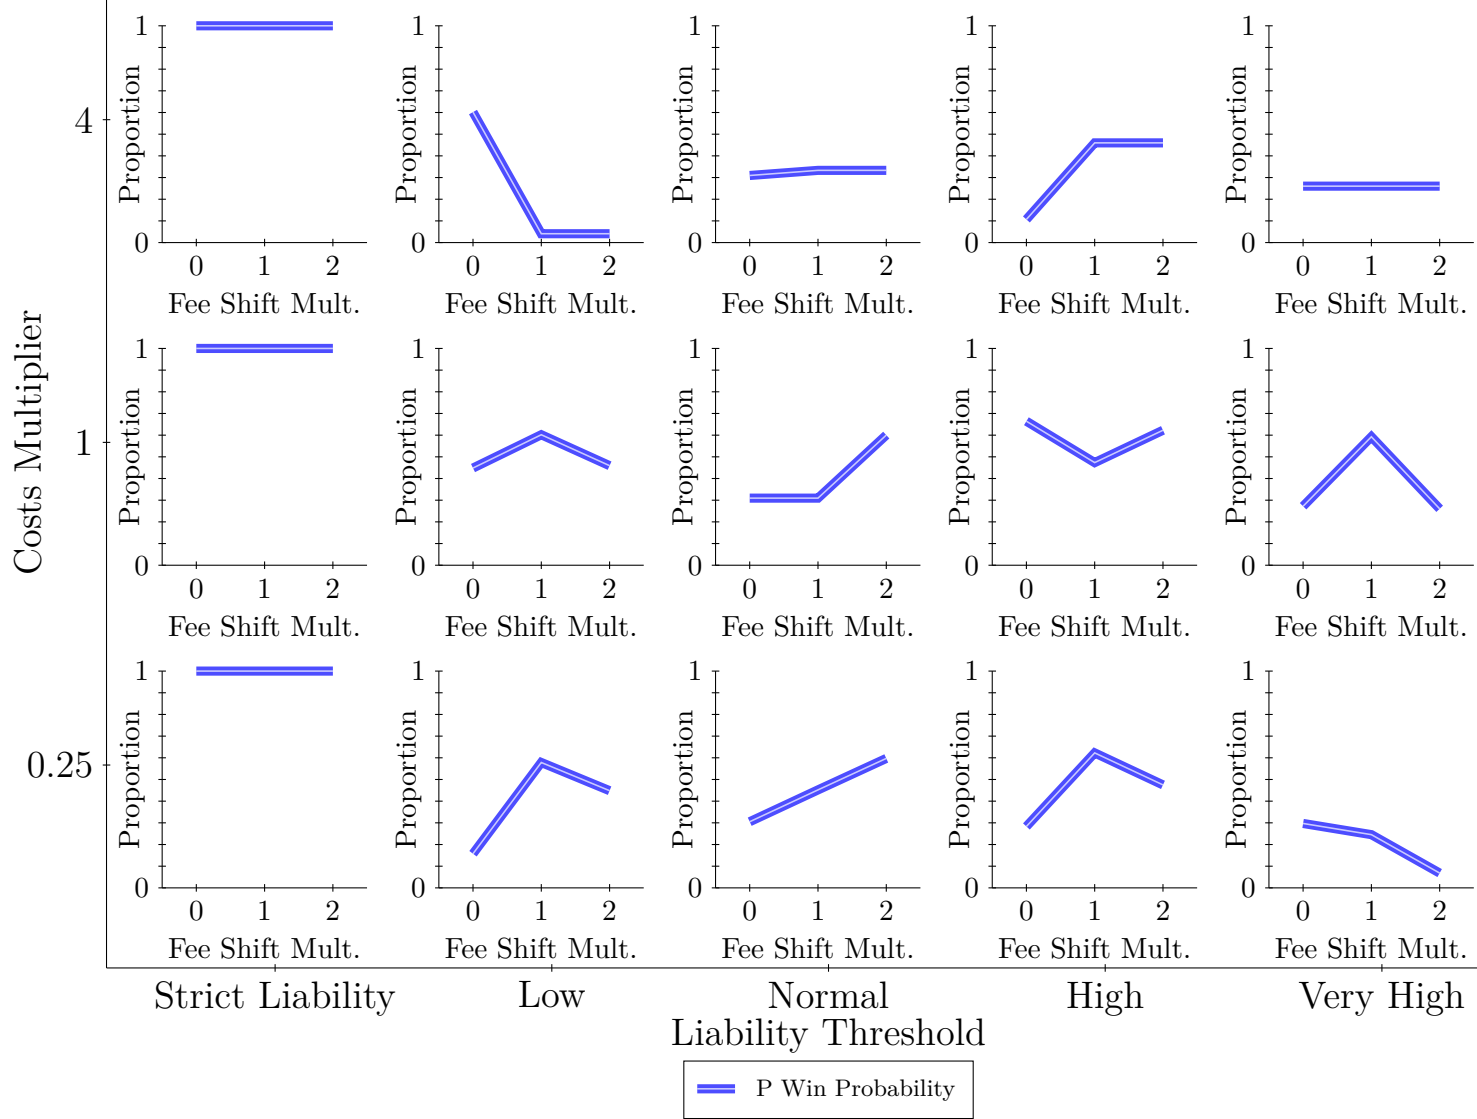 Costs Multiplier
4
1
0
Proportion
0 1 2
Fee Shift Mult.
1
0
Proportion
0 1 2
Fee Shift Mult.
1
0
Proportion
0 1 2
Fee Shift Mult.
1
0
Proportion
0 1 2
Fee Shift Mult.
1
0
Proportion
0 1 2
Fee Shift Mult.
1
1
0
Proportion
0 1 2
Fee Shift Mult.
1
0
Proportion
0 1 2
Fee Shift Mult.
1
0
Proportion
0 1 2
Fee Shift Mult.
1
0
Proportion
0 1 2
Fee Shift Mult.
1
0
Proportion
0 1 2
Fee Shift Mult.
0.25
1
0
Proportion
0 1 2
Fee Shift Mult.
1
0
Proportion
0 1 2
Fee Shift Mult.
1
0
Proportion
0 1 2
Fee Shift Mult.
1
0
Proportion
0 1 2
Fee Shift Mult.
1
0
Proportion
0 1 2
Fee Shift Mult.
Strict Liability Low Normal High Very High
Liability Threshold
P Win Probability